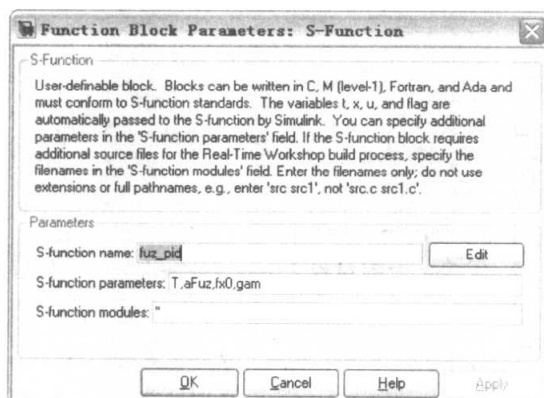 Function Block Parameters: S-Function
S-Function
User-definable block. Blocks can be written in C, M (level-1), Fortran, and Ada and
must conform to S-function standards. The variables t, x, u, and flag are
automatically passed to the S-function by Simulink. You can specify additional
parameters in the 'S-function parameters' field. If the S-function block requires
additional source files for the Real-Time Workshop build process, specify the
filenames in the 'S-function modules' field. Enter the filenames only; do not use
extensions or full pathnames, e.g., enter 'src src1', not 'src.c src1.c'.
Parameters
S-function name: fuz_pid Edit
S-function parameters: T,aFuz,fx0,gam
S-function modules: ''
OK Cancel Help Apply